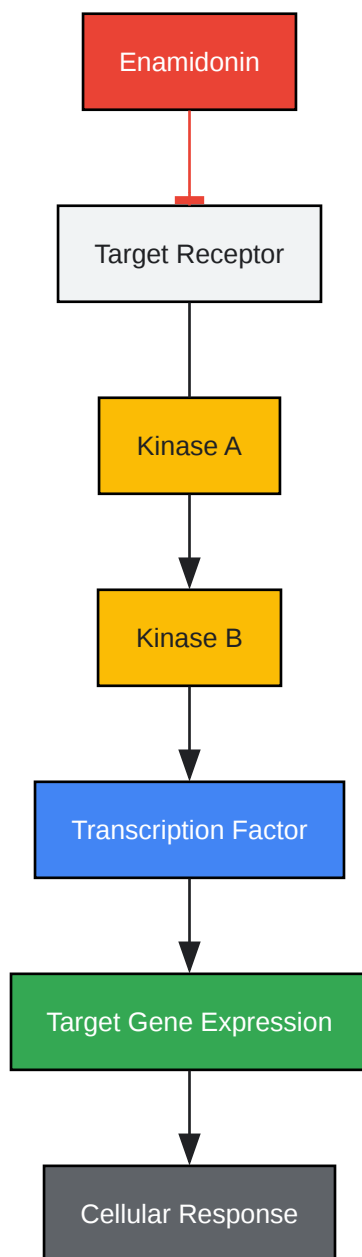 Enamidonin
Target Receptor
Kinase A
Kinase B
Transcription Factor
Target Gene Expression
Cellular Response